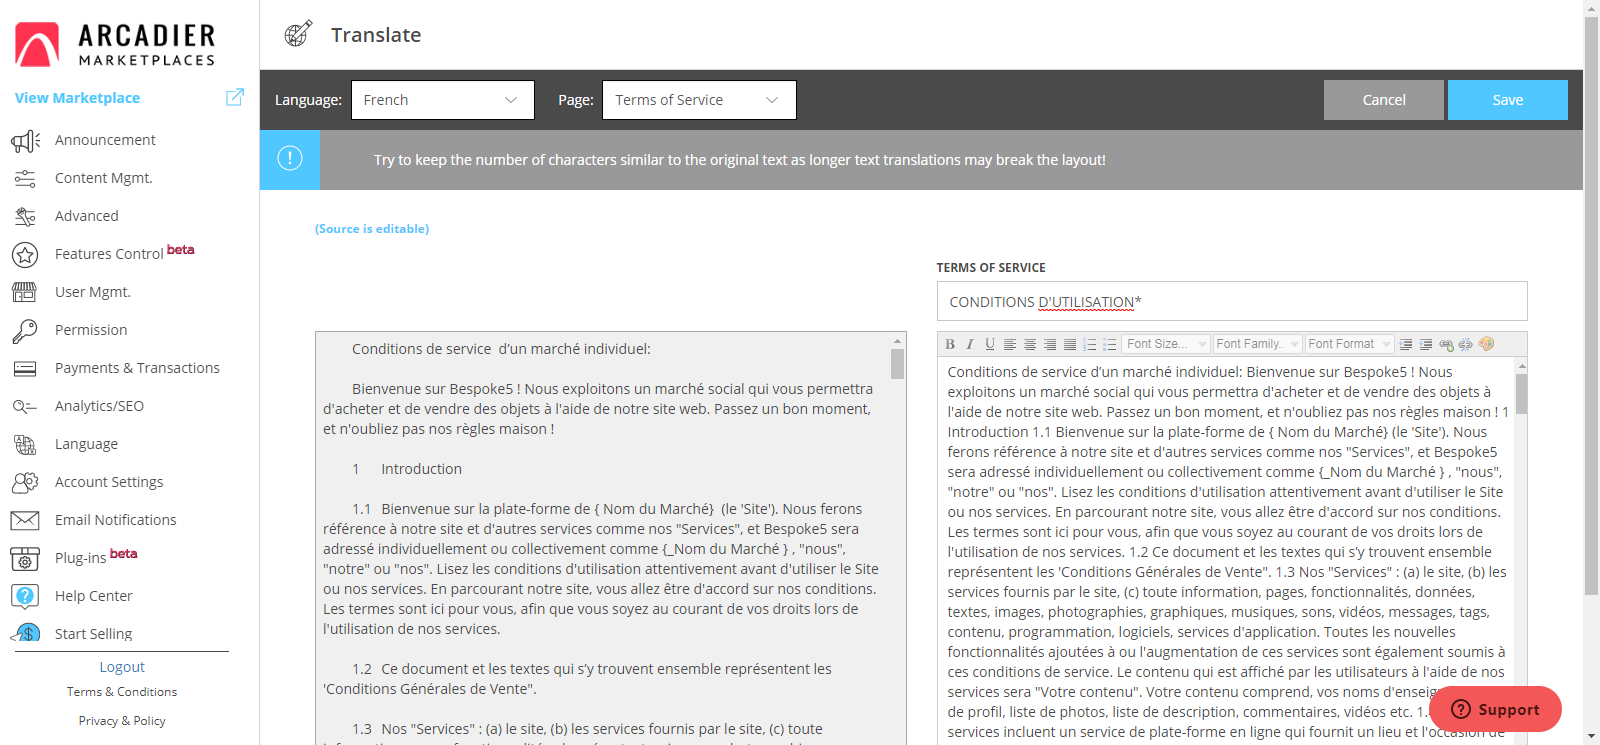 ARCADIER
MARKETPLACES
View Marketplace
Announcement
Content Mgmt.
Advanced
Features Control beta
User Mgmt.
Permission
Payments & Transactions
Analytics/SEO
Language
Account Settings
Email Notifications
Plug-ins beta
Help Center
Start Selling
Logout
Terms & Conditions
Privacy & Policy
Translate
Language: French Page: Terms of Service Cancel Save
Try to keep the number of characters similar to the original text as longer text translations may break the layout!
(Source is editable)
Conditions de service d’un marché individuel:
Bienvenue sur Bespoke5 ! Nous exploitons un marché social qui vous permettra
d'acheter et de vendre des objets à l'aide de notre site web. Passez un bon moment,
et n'oubliez pas nos règles maison !
1 Introduction
1.1 Bienvenue sur la plate-forme de { Nom du Marché} (le 'Site'). Nous ferons
référence à notre site et d'autres services comme nos "Services", et Bespoke5 sera
adressé individuellement ou collectivement comme {_Nom du Marché } , "nous",
"notre" ou "nos". Lisez les conditions d'utilisation attentivement avant d'utiliser le Site
ou nos services. En parcourant notre site, vous allez être d'accord sur nos conditions.
Les termes sont ici pour vous, afin que vous soyez au courant de vos droits lors de
l'utilisation de nos services.
1.2 Ce document et les textes qui s’y trouvent ensemble représentent les
'Conditions Générales de Vente".
1.3 Nos "Services" : (a) le site, (b) les services fournis par le site, (c) toute
TERMS OF SERVICE
CONDITIONS D'UTILISATION*
B I U Font Size... Font Family. Font Format
Conditions de service d’un marché individuel: Bienvenue sur Bespoke5 ! Nous
exploitons un marché social qui vous permettra d'acheter et de vendre des objets à
l'aide de notre site web. Passez un bon moment, et n'oubliez pas nos règles maison ! 1
Introduction 1.1 Bienvenue sur la plate-forme de { Nom du Marché} (le 'Site'). Nous
ferons référence à notre site et d'autres services comme nos "Services", et Bespoke5
sera adressé individuellement ou collectivement comme {_Nom du Marché } , "nous",
"notre" ou "nos". Lisez les conditions d'utilisation attentivement avant d'utiliser le Site
ou nos services. En parcourant notre site, vous allez être d'accord sur nos conditions.
Les termes sont ici pour vous, afin que vous soyez au courant de vos droits lors de
l'utilisation de nos services. 1.2 Ce document et les textes qui s’y trouvent ensemble
représentent les 'Conditions Générales de Vente". 1.3 Nos "Services" : (a) le site, (b) les
services fournis par le site, (c) toute information, pages, fonctionnalités, données,
textes, images, photographies, graphiques, musiques, sons, vidéos, messages, tags,
contenu, programmation, logiciels, services d'application. Toutes les nouvelles
fonctionnalités ajoutées à ou l'augmentation de ces services sont également soumis à
ces conditions de service. Le contenu qui est affiché par les utilisateurs à l'aide de nos
services sera "Votre contenu". Votre contenu comprend, vos noms
de profil, liste de photos, liste de description, commentaires, vidéos etc.
services incluent un service de plate-forme en ligne qui fournit un lieu et l'occasion de
Support